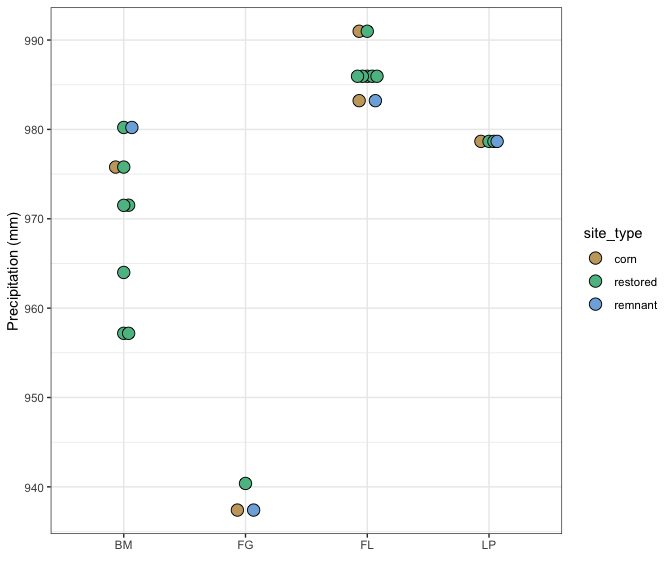 990
980
970
960
950
940
Precipitation (mm)
BM
FG
FL
LP
site_type
corn
restored
remnant